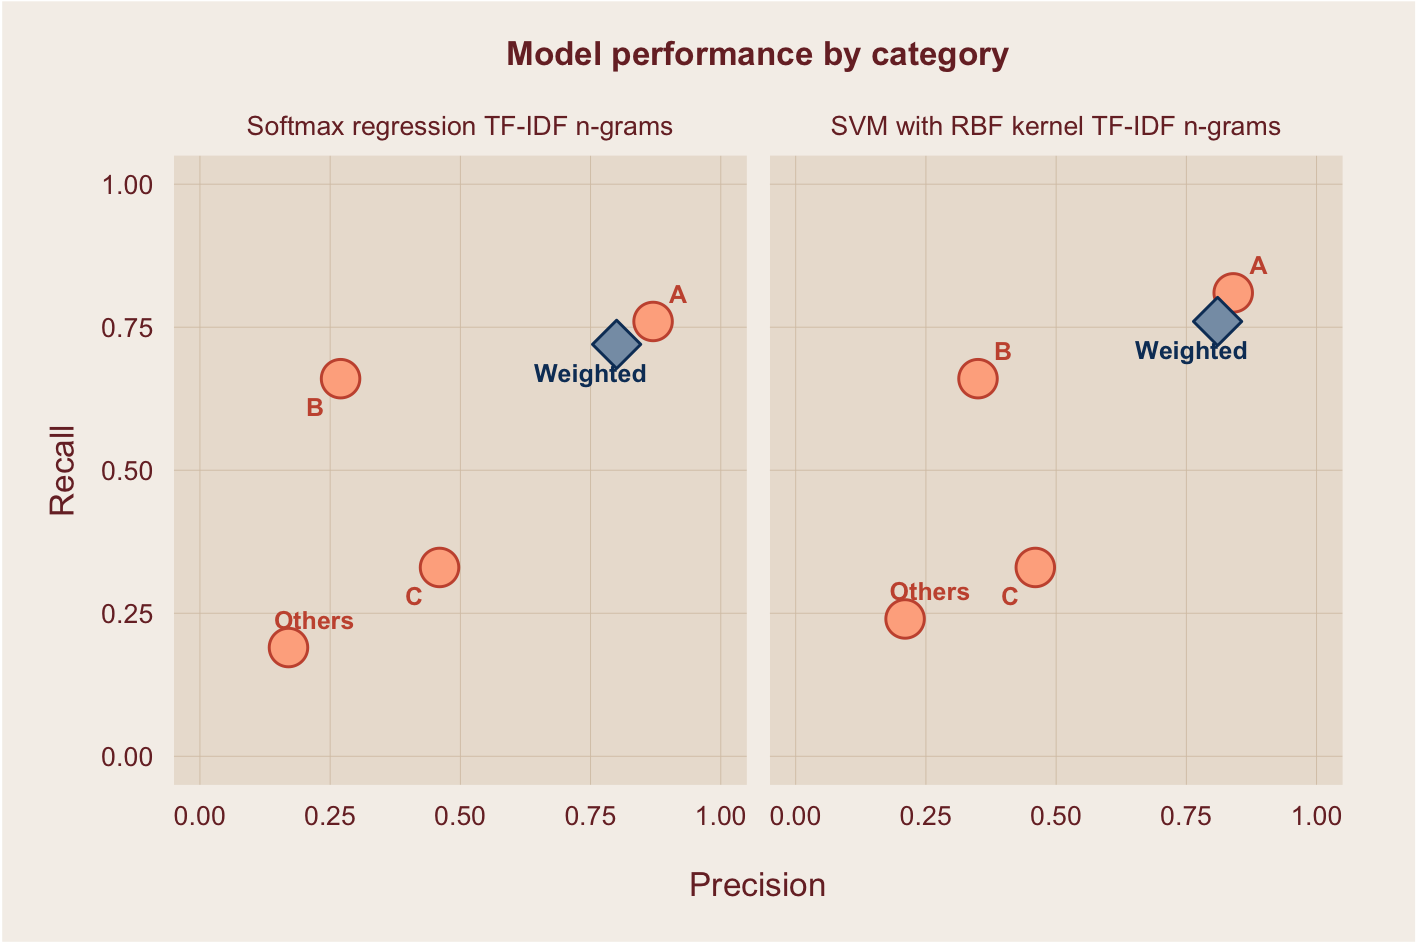 Model performance by category
Softmax regression TF-IDF n-grams
SVM with RBF kernel TF-IDF n-grams
Recall
1.00
0.75
0.50
0.25
0.00
A
Weighted
B
C
Others
A
Weighted
B
C
Others
0.00 0.25 0.50 0.75 1.00
0.00 0.25 0.50 0.75 1.00
Precision